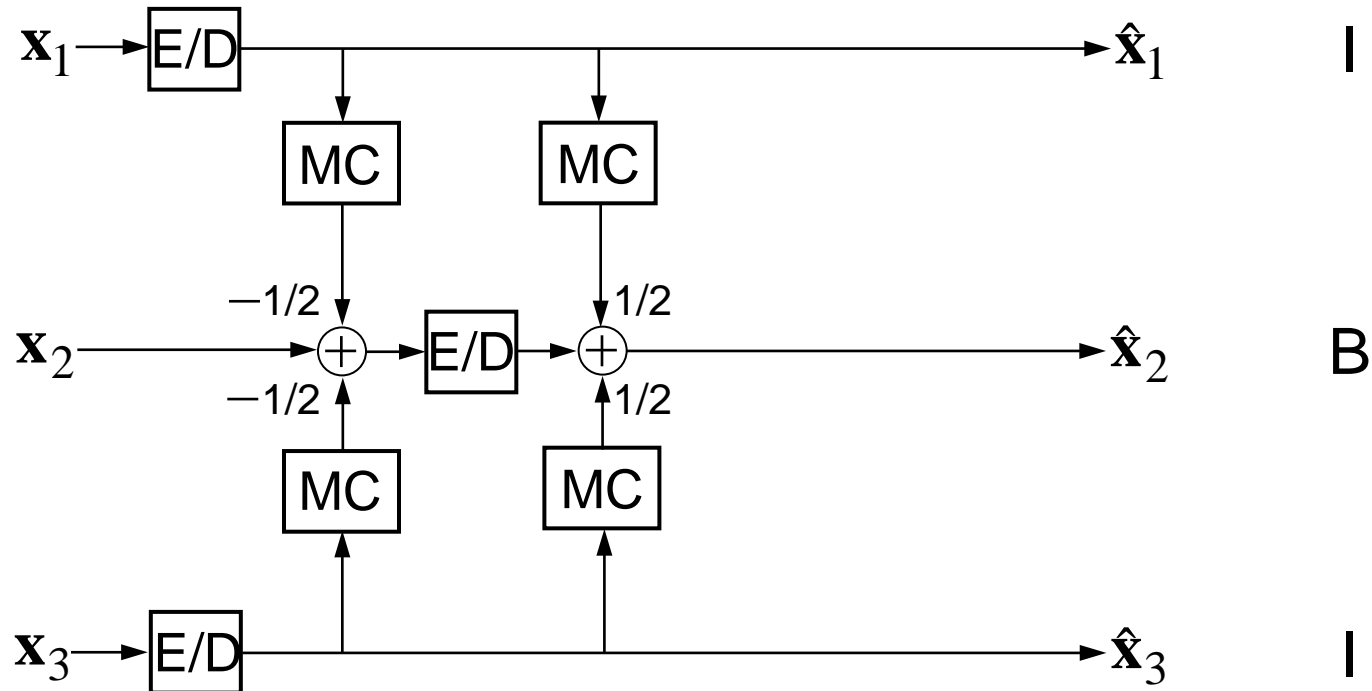 x₁ E/D x̂₁ I
MC MC
−1/2 1/2
x₂ + E/D + x̂₂ B
−1/2 1/2
MC MC
x₃ E/D x̂₃ I